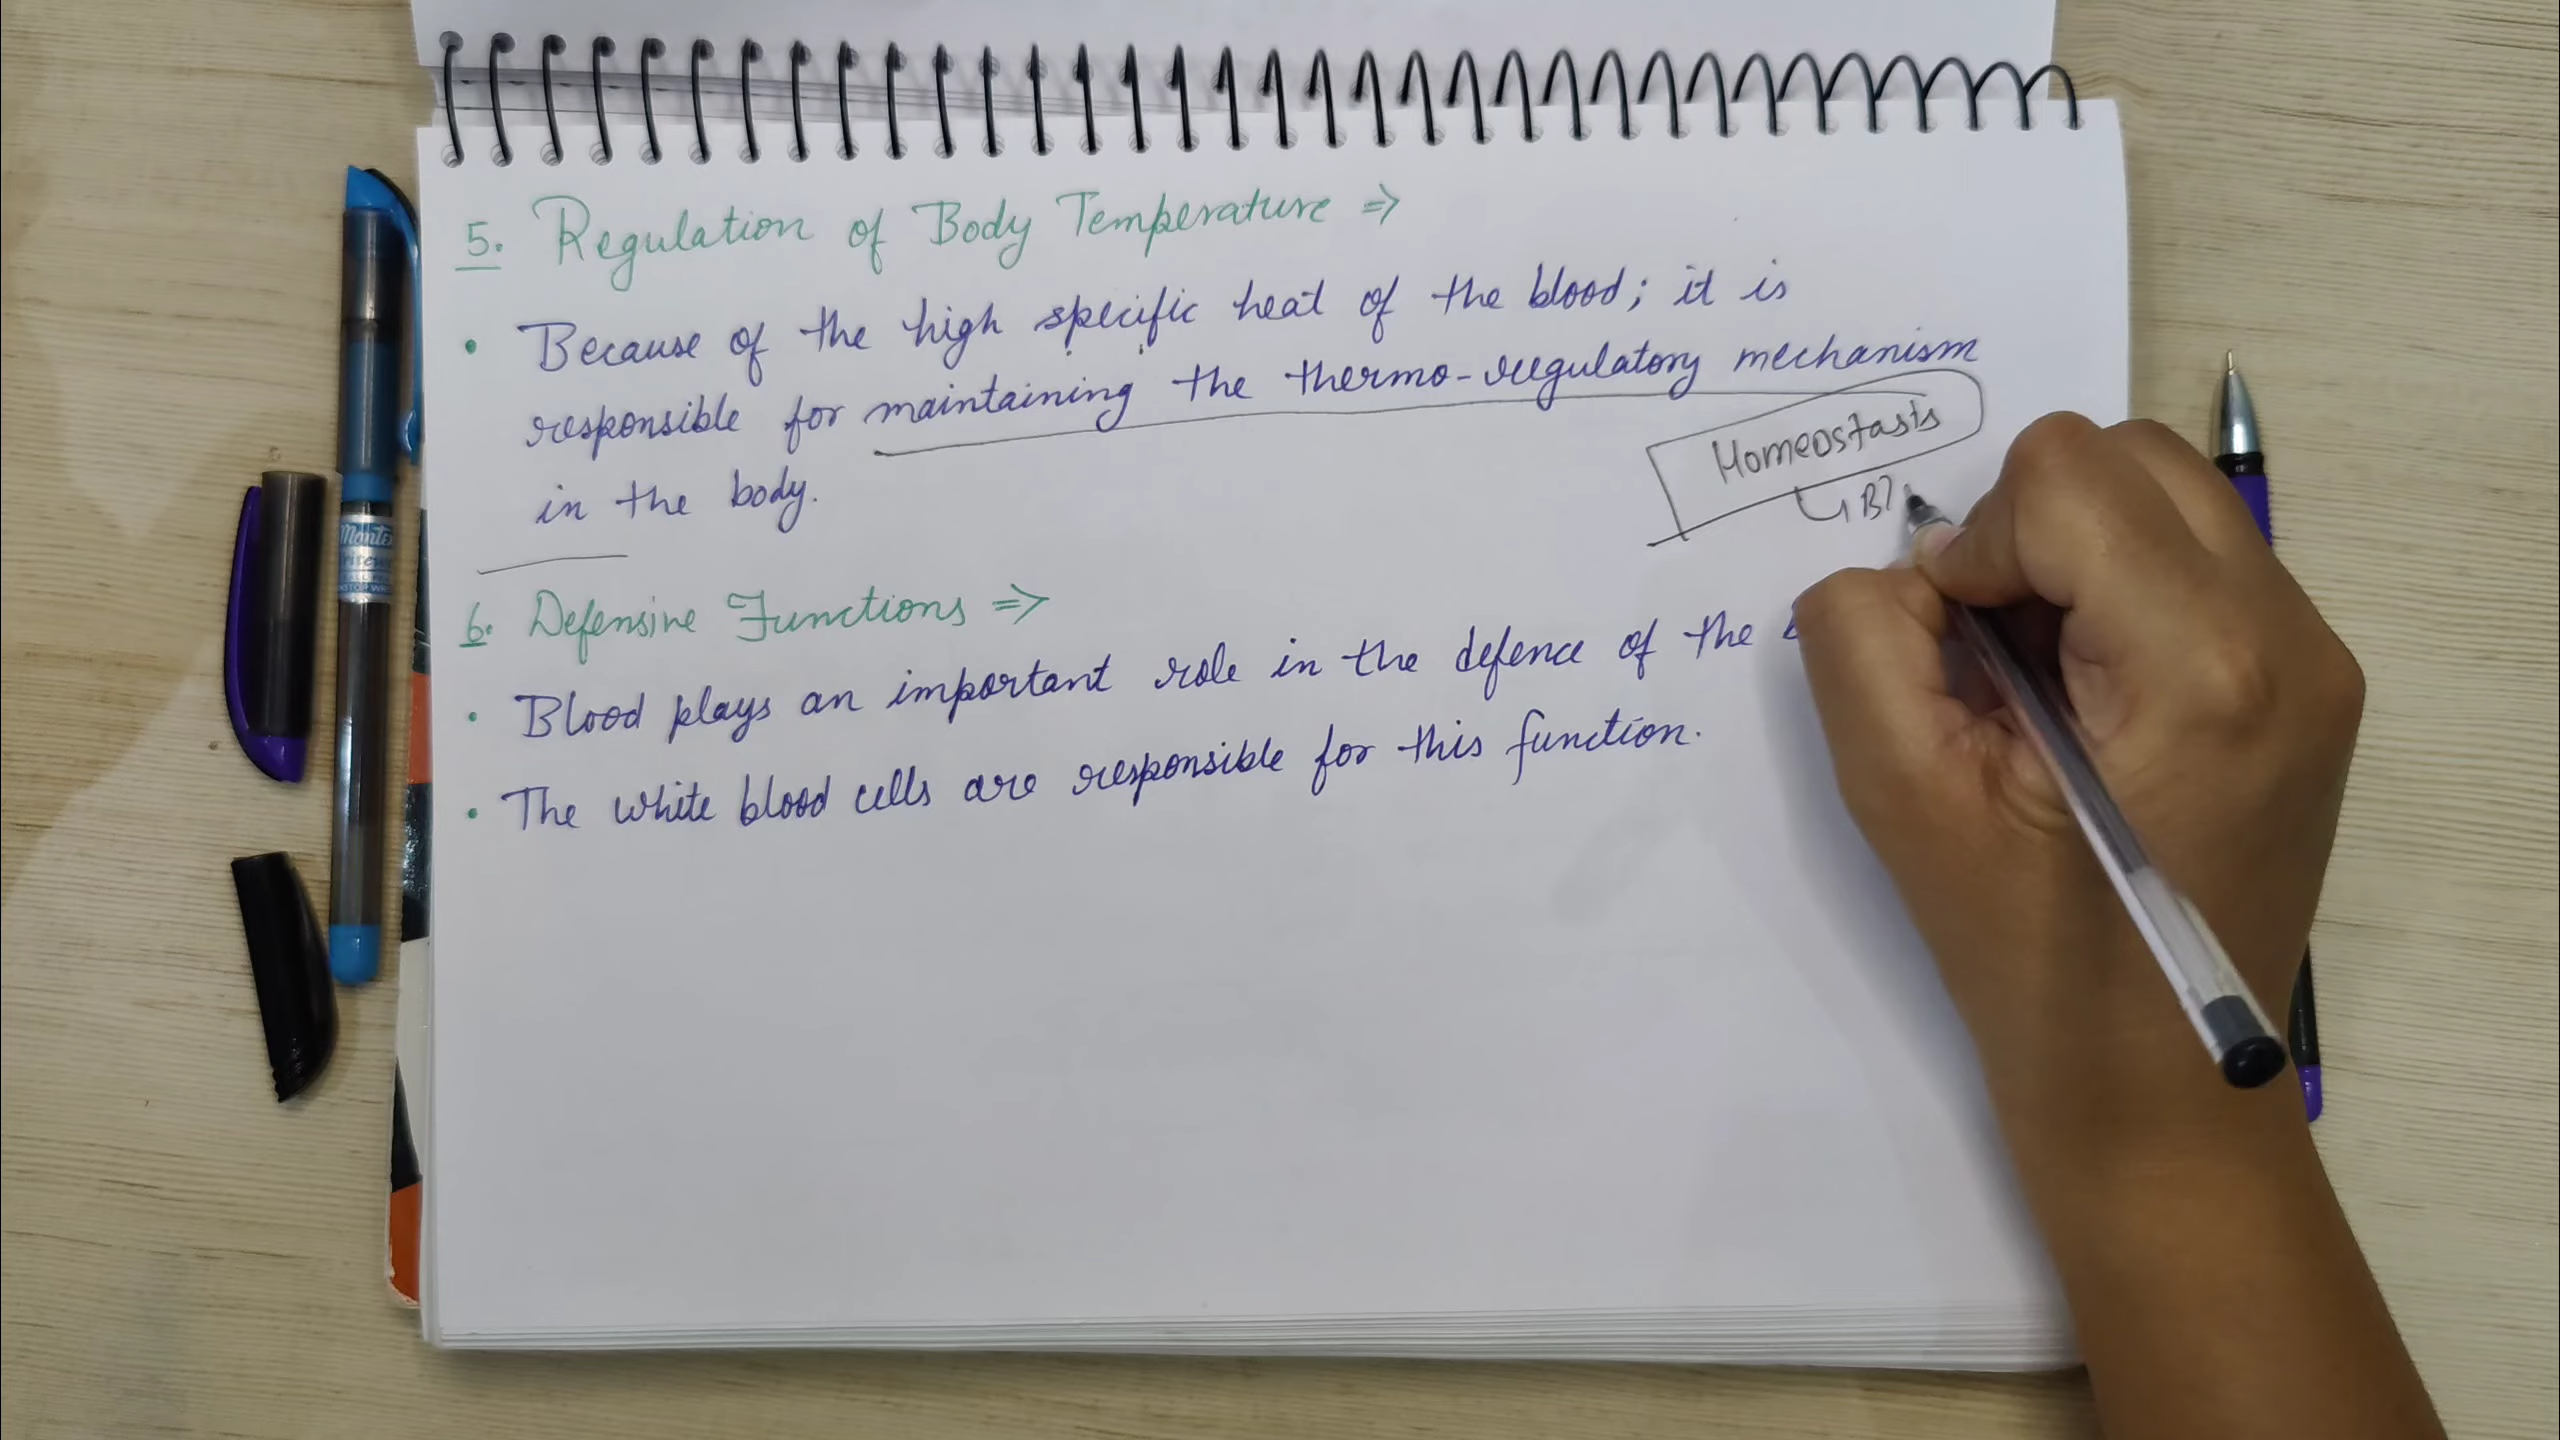 5. Regulation of Body Temperature ⇒
• Because of the high specific heat of the blood; it is
responsible for maintaining the thermo-regulatory mechanism
in the body.
Homeostasis
6. Defensive Functions ⇒
• Blood plays an important role in the defence of the
• The white blood cells are responsible for this function.
Montex